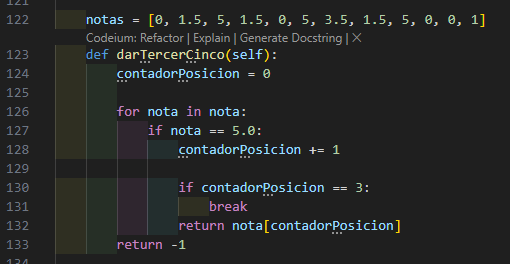 121
122 notas = [0, 1.5, 5, 1.5, 0, 5, 3.5, 1.5, 5, 0, 0, 1]
Codeium: Refactor | Explain | Generate Docstring | ×
123 def darTercerCinco(self):
124 contadorPosicion = 0
125
126 for nota in nota:
127 if nota == 5.0:
128 contadorPosicion += 1
129
130 if contadorPosicion == 3:
131 break
132 return nota[contadorPosicion]
133 return -1
134